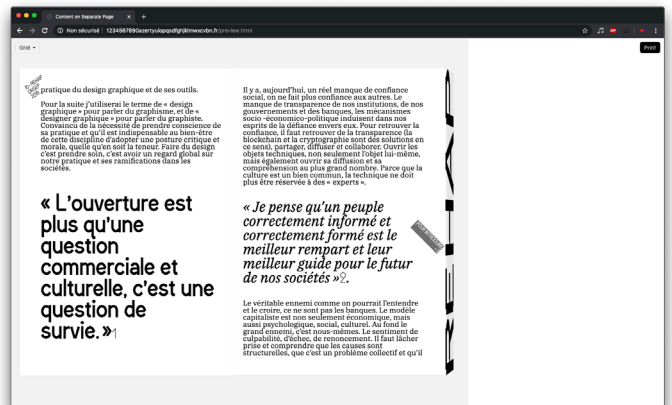 Content on Separate Page
Non sécurisé | 1234567890azertyuiopqsdfghjklmwxcvbn.fr/preview.html
Grid
Print
pratique du design graphique et de ses outils.
Pour la suite j'utiliserai le terme de « design
graphique » pour parler du graphisme, et de «
designer graphique » pour parler du graphiste.
Convaincu de la nécessité de prendre conscience de
sa pratique et qu'il est indispensable au bien-être
de cette discipline d'adopter une posture critique et
morale, quelle qu'en soit la teneur. Faire du design
c'est prendre soin, c'est avoir un regard global sur
notre pratique et ses ramifications dans les
sociétés.
« L'ouverture est
plus qu'une
question
commerciale et
culturelle, c'est une
question de
survie. »1
Il y a, aujourd'hui, un réel manque de confiance
social, on ne fait plus confiance aux autres. Le
manque de transparence de nos institutions, de nos
gouvernements et des banques, les mécanismes
socio -économico-politique induisent dans nos
esprits de la défiance envers eux. Pour retrouver la
confiance, il faut retrouver de la transparence (la
blockchain et la cryptographie sont des solutions en
ce sens), partager, diffuser et collaborer. Ouvrir les
objets techniques, non seulement l'objet lui-même,
mais également ouvrir sa diffusion et sa
compréhension au plus grand nombre. Parce que la
culture est un bien commun, la technique ne doit
plus être réservée à des « experts ».
« Je pense qu'un peuple
correctement informé et
correctement formé est le
meilleur rempart et leur
meilleur guide pour le futur
de nos sociétés »2.
Le véritable ennemi comme on pourrait l'entendre
et le croire, ce ne sont pas les banques. Le modèle
capitaliste est non seulement économique, mais
aussi psychologique, social, culturel. Au fond le
grand ennemi, c'est nous-mêmes. Le sentiment de
culpabilité, d'échec, de renoncement. Il faut lâcher
prise et comprendre que les causes sont
structurelles, que c'est un problème collectif et qu'il